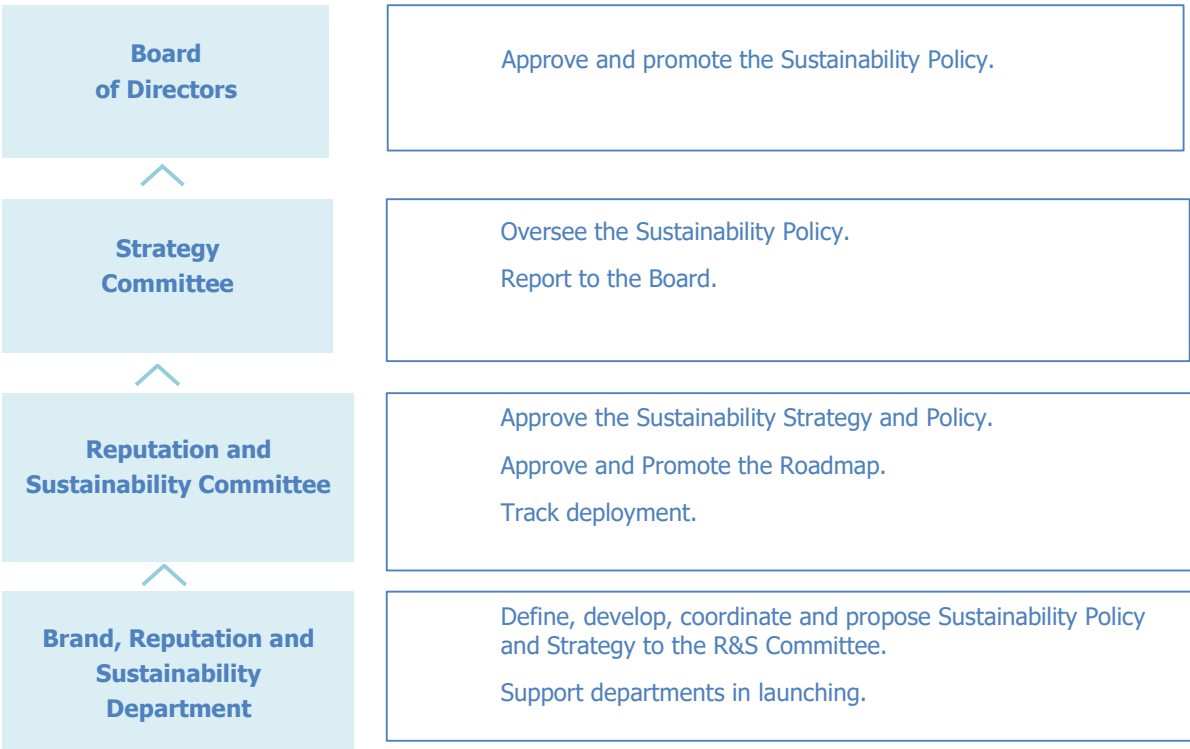 Board
of Directors
Approve and promote the Sustainability Policy.
Strategy
Committee
Oversee the Sustainability Policy.
Report to the Board.
Reputation and
Sustainability Committee
Approve the Sustainability Strategy and Policy.
Approve and Promote the Roadmap.
Track deployment.
Brand, Reputation and
Sustainability
Department
Define, develop, coordinate and propose Sustainability Policy
and Strategy to the R&S Committee.
Support departments in launching.